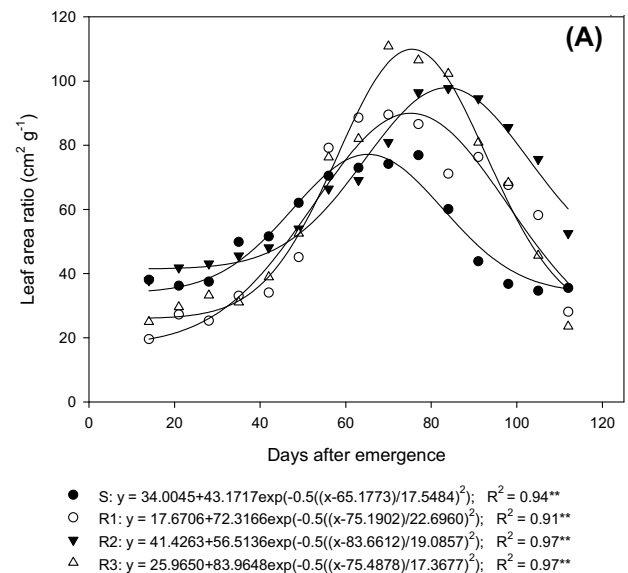 (A)
120
100
80
60
40
20
0
Leaf area ratio (cm² g⁻¹)
0 20 40 60 80 100 120
Days after emergence
S: y = 34.0045+43.1717exp(-0.5((x-65.1773)/17.5484)²); R² = 0.94**
R1: y = 17.6706+72.3166exp(-0.5((x-75.1902)/22.6960)²); R² = 0.91**
R2: y = 41.4263+56.5136exp(-0.5((x-83.6612)/19.0857)²); R² = 0.97**
R3: y = 25.9650+83.9648exp(-0.5((x-75.4878)/17.3677)²); R² = 0.97**